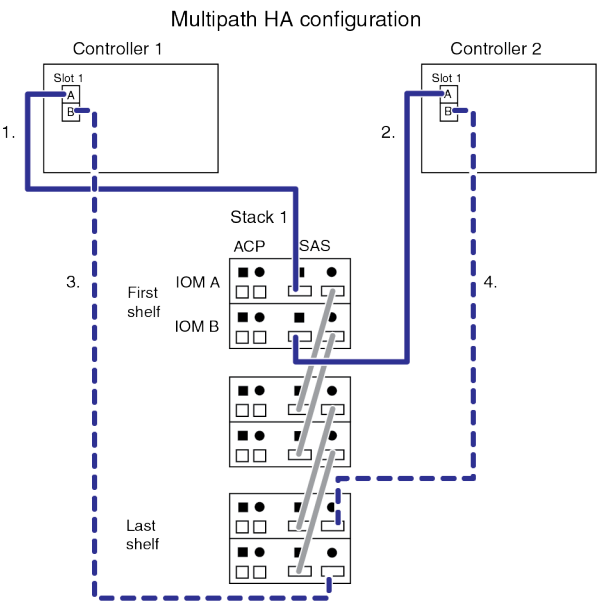 Multipath HA configuration
Controller 1
Controller 2
Slot 1
Slot 1
A
A
B
B
1.
2.
Stack 1
ACP
SAS
IOM A
3.
4.
First
shelf
IOM B
Last
shelf